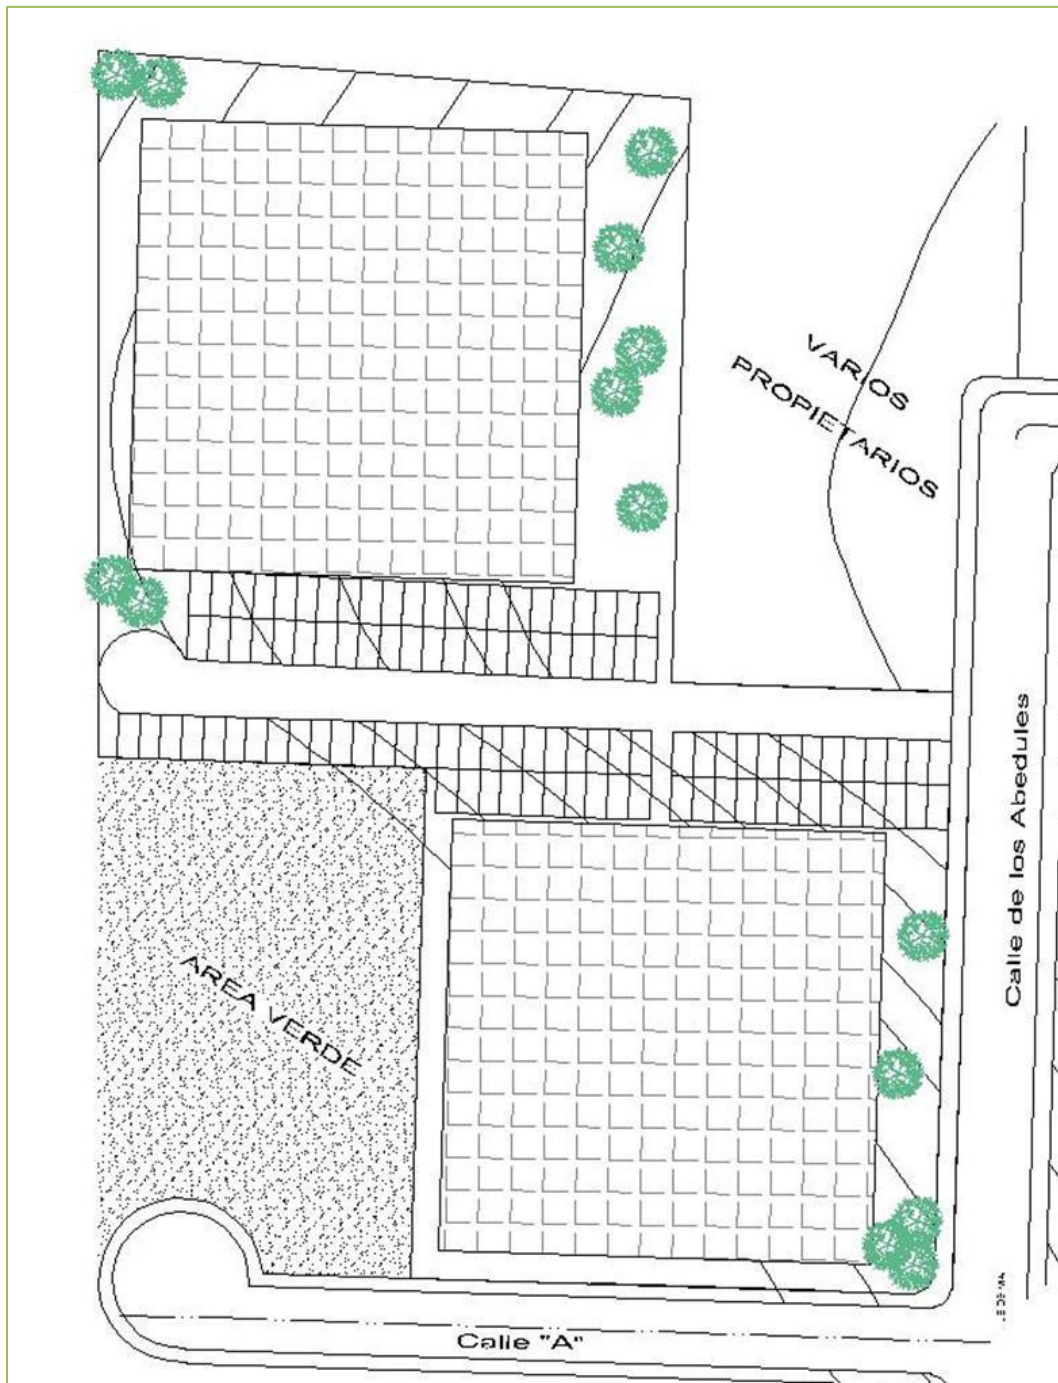 VARIOS
PROPIETARIOS
Calle de los Abedules
AREA VERDE
Calle "A"